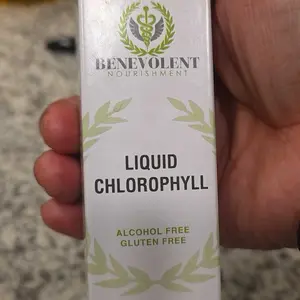 BENEVOLENT
NOURISHMENT
LIQUID
CHLOROPHYLL
ALCOHOL FREE
GLUTEN FREE